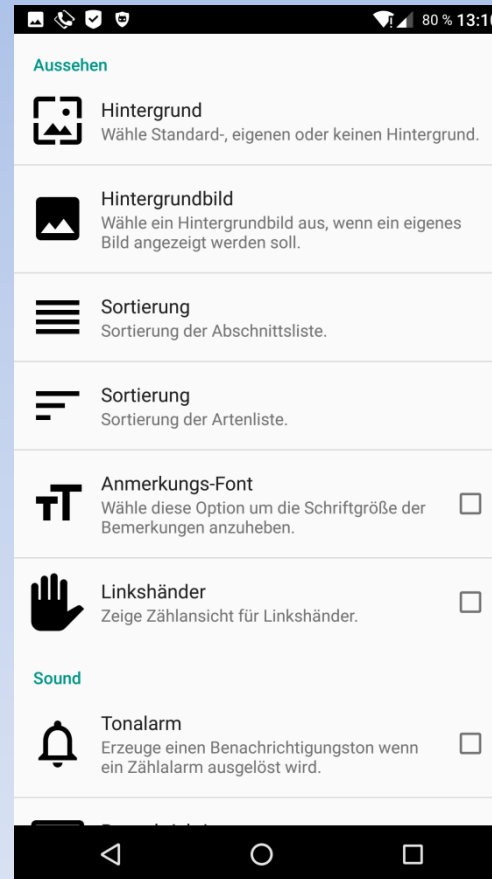 80 % 13:10
Aussehen
Hintergrund
Wähle Standard-, eigenen oder keinen Hintergrund.
Hintergrundbild
Wähle ein Hintergrundbild aus, wenn ein eigenes
Bild angezeigt werden soll.
Sortierung
Sortierung der Abschnittsliste.
Sortierung
Sortierung der Artenliste.
Anmerkungs-Font
Wähle diese Option um die Schriftgröße der
Bemerkungen anzuheben.
Linkshänder
Zeige Zählansicht für Linkshänder.
Sound
Tonalarm
Erzeuge einen Benachrichtigungston wenn
ein Zählalarm ausgelöst wird.